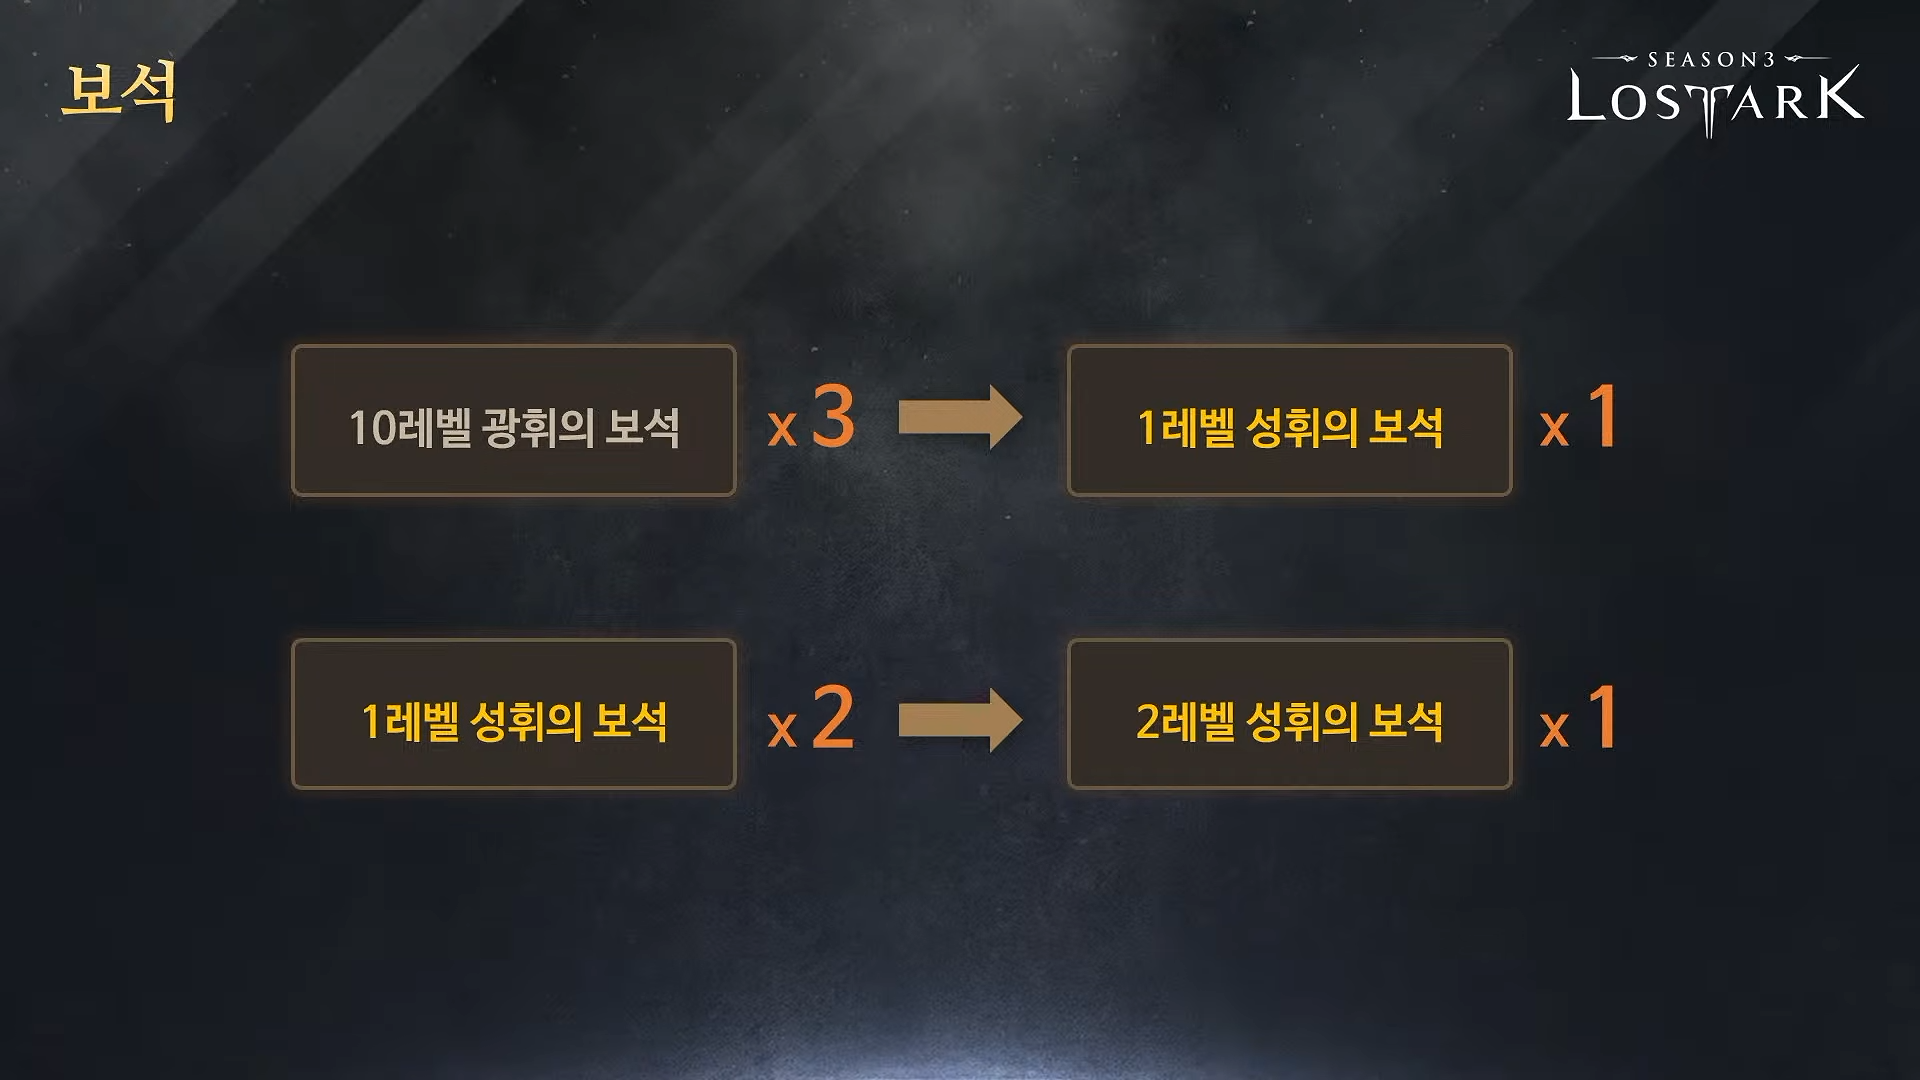 보석
SEASON3
LOSTARK
10레벨 광휘의 보석 x 3 1레벨 성휘의 보석 x 1
1레벨 성휘의 보석 x 2 2레벨 성휘의 보석 x 1